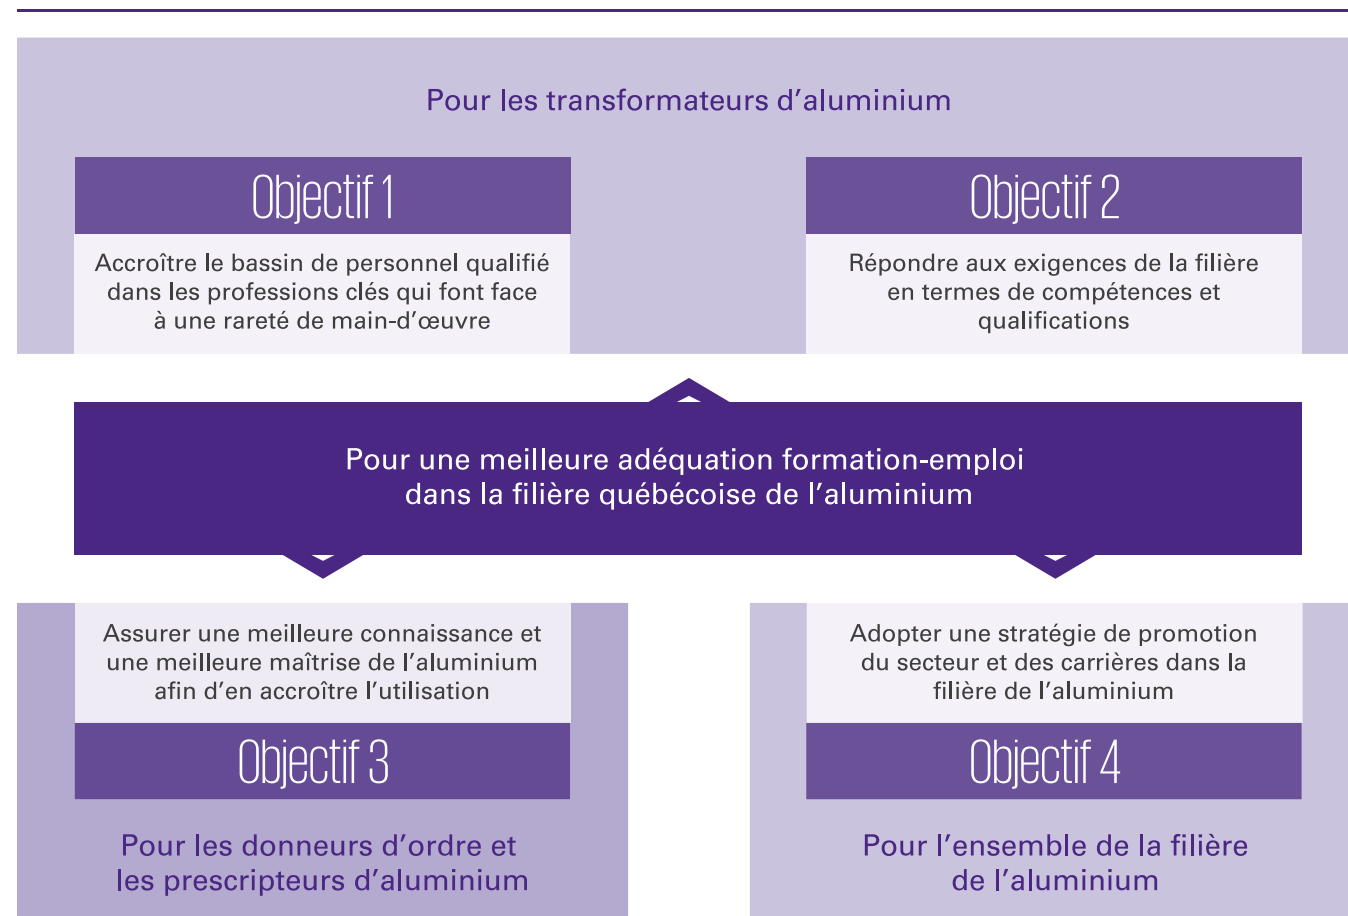 Pour les transformateurs d’aluminium
Objectif 1
Accroître le bassin de personnel qualifié
dans les professions clés qui font face
à une rareté de main-d’œuvre
Objectif 2
Répondre aux exigences de la filière
en termes de compétences et
qualifications
Pour une meilleure adéquation formation-emploi
dans la filière québécoise de l’aluminium
Assurer une meilleure connaissance et
une meilleure maîtrise de l’aluminium
afin d’en accroître l’utilisation
Objectif 3
Pour les donneurs d’ordre et
les prescripteurs d’aluminium
Adopter une stratégie de promotion
du secteur et des carrières dans la
filière de l’aluminium
Objectif 4
Pour l’ensemble de la filière
de l’aluminium